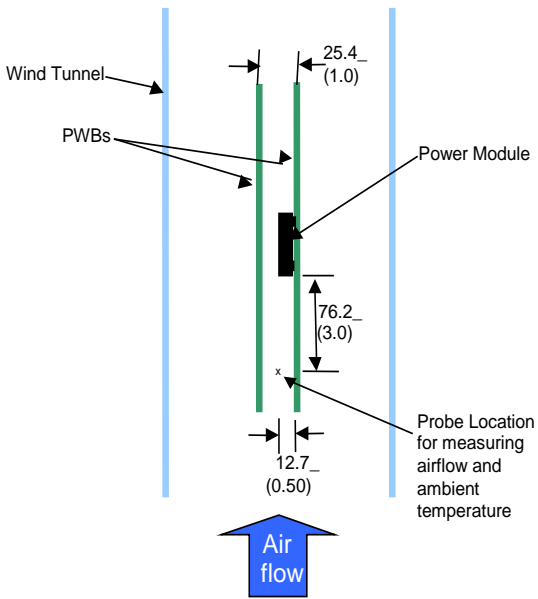 25.4_
(1.0)
Wind Tunnel
PWBs
Power Module
76.2_
(3.0)
x
Probe Location
for measuring
airflow and
ambient
temperature
12.7_
(0.50)
Air
flow